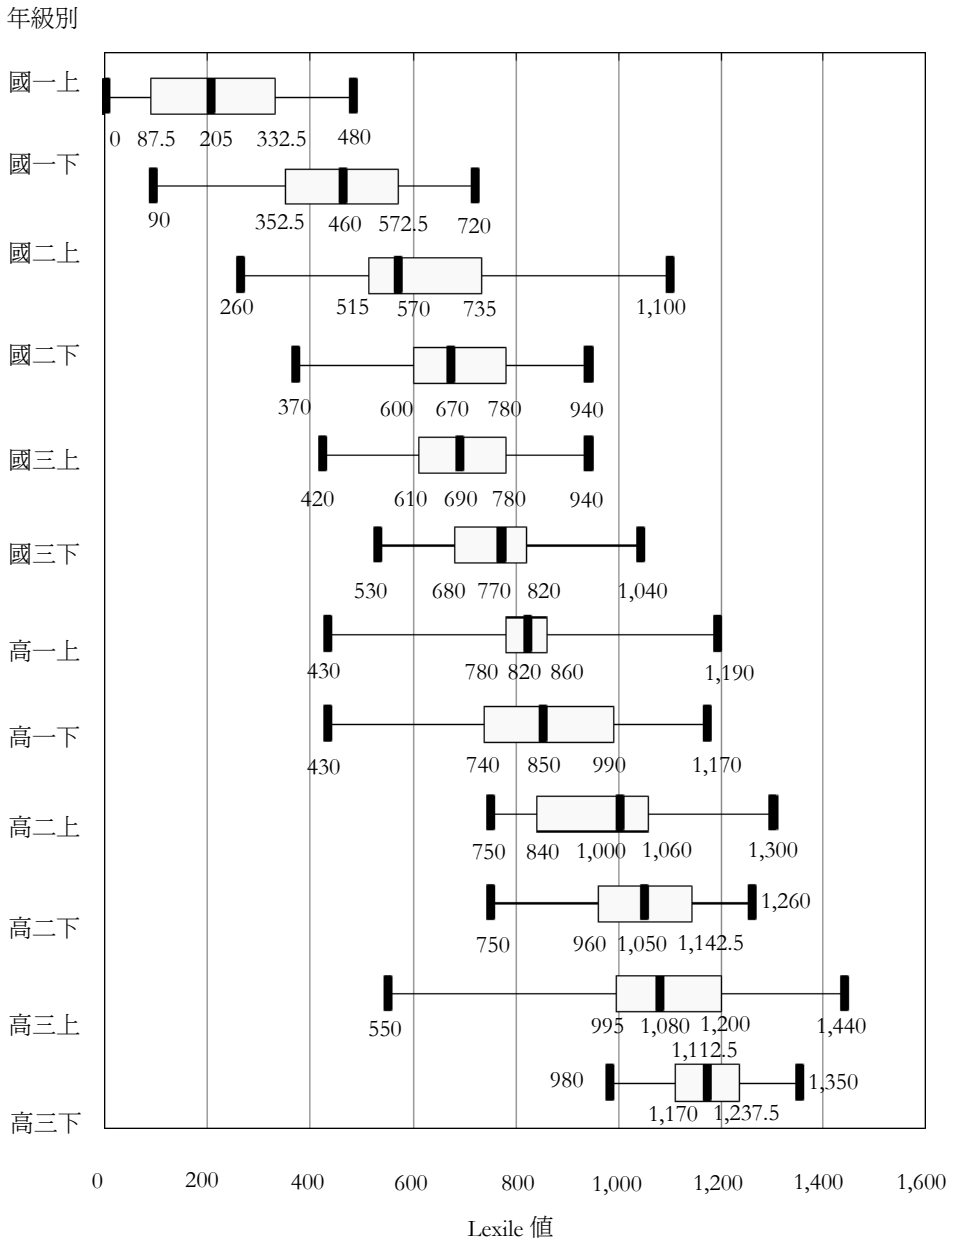 年級別
國一上
0 87.5 205 332.5 480
國一下
90 352.5 460 572.5 720
國二上
260 515 570 735 1,100
國二下
370 600 670 780 940
國三上
420 610 690 780 940
國三下
530 680 770 820 1,040
高一上
430 780 820 860 1,190
高一下
430 740 850 990 1,170
高二上
750 840 1,000 1,060 1,300
1,260
高二下
750 960 1,050 1,142.5
高三上
550 995 1,080 1,200 1,440
1,112.5
980 1,350
1,170 1,237.5
高三下
0 200 400 600 800 1,000 1,200 1,400 1,600
Lexile 值